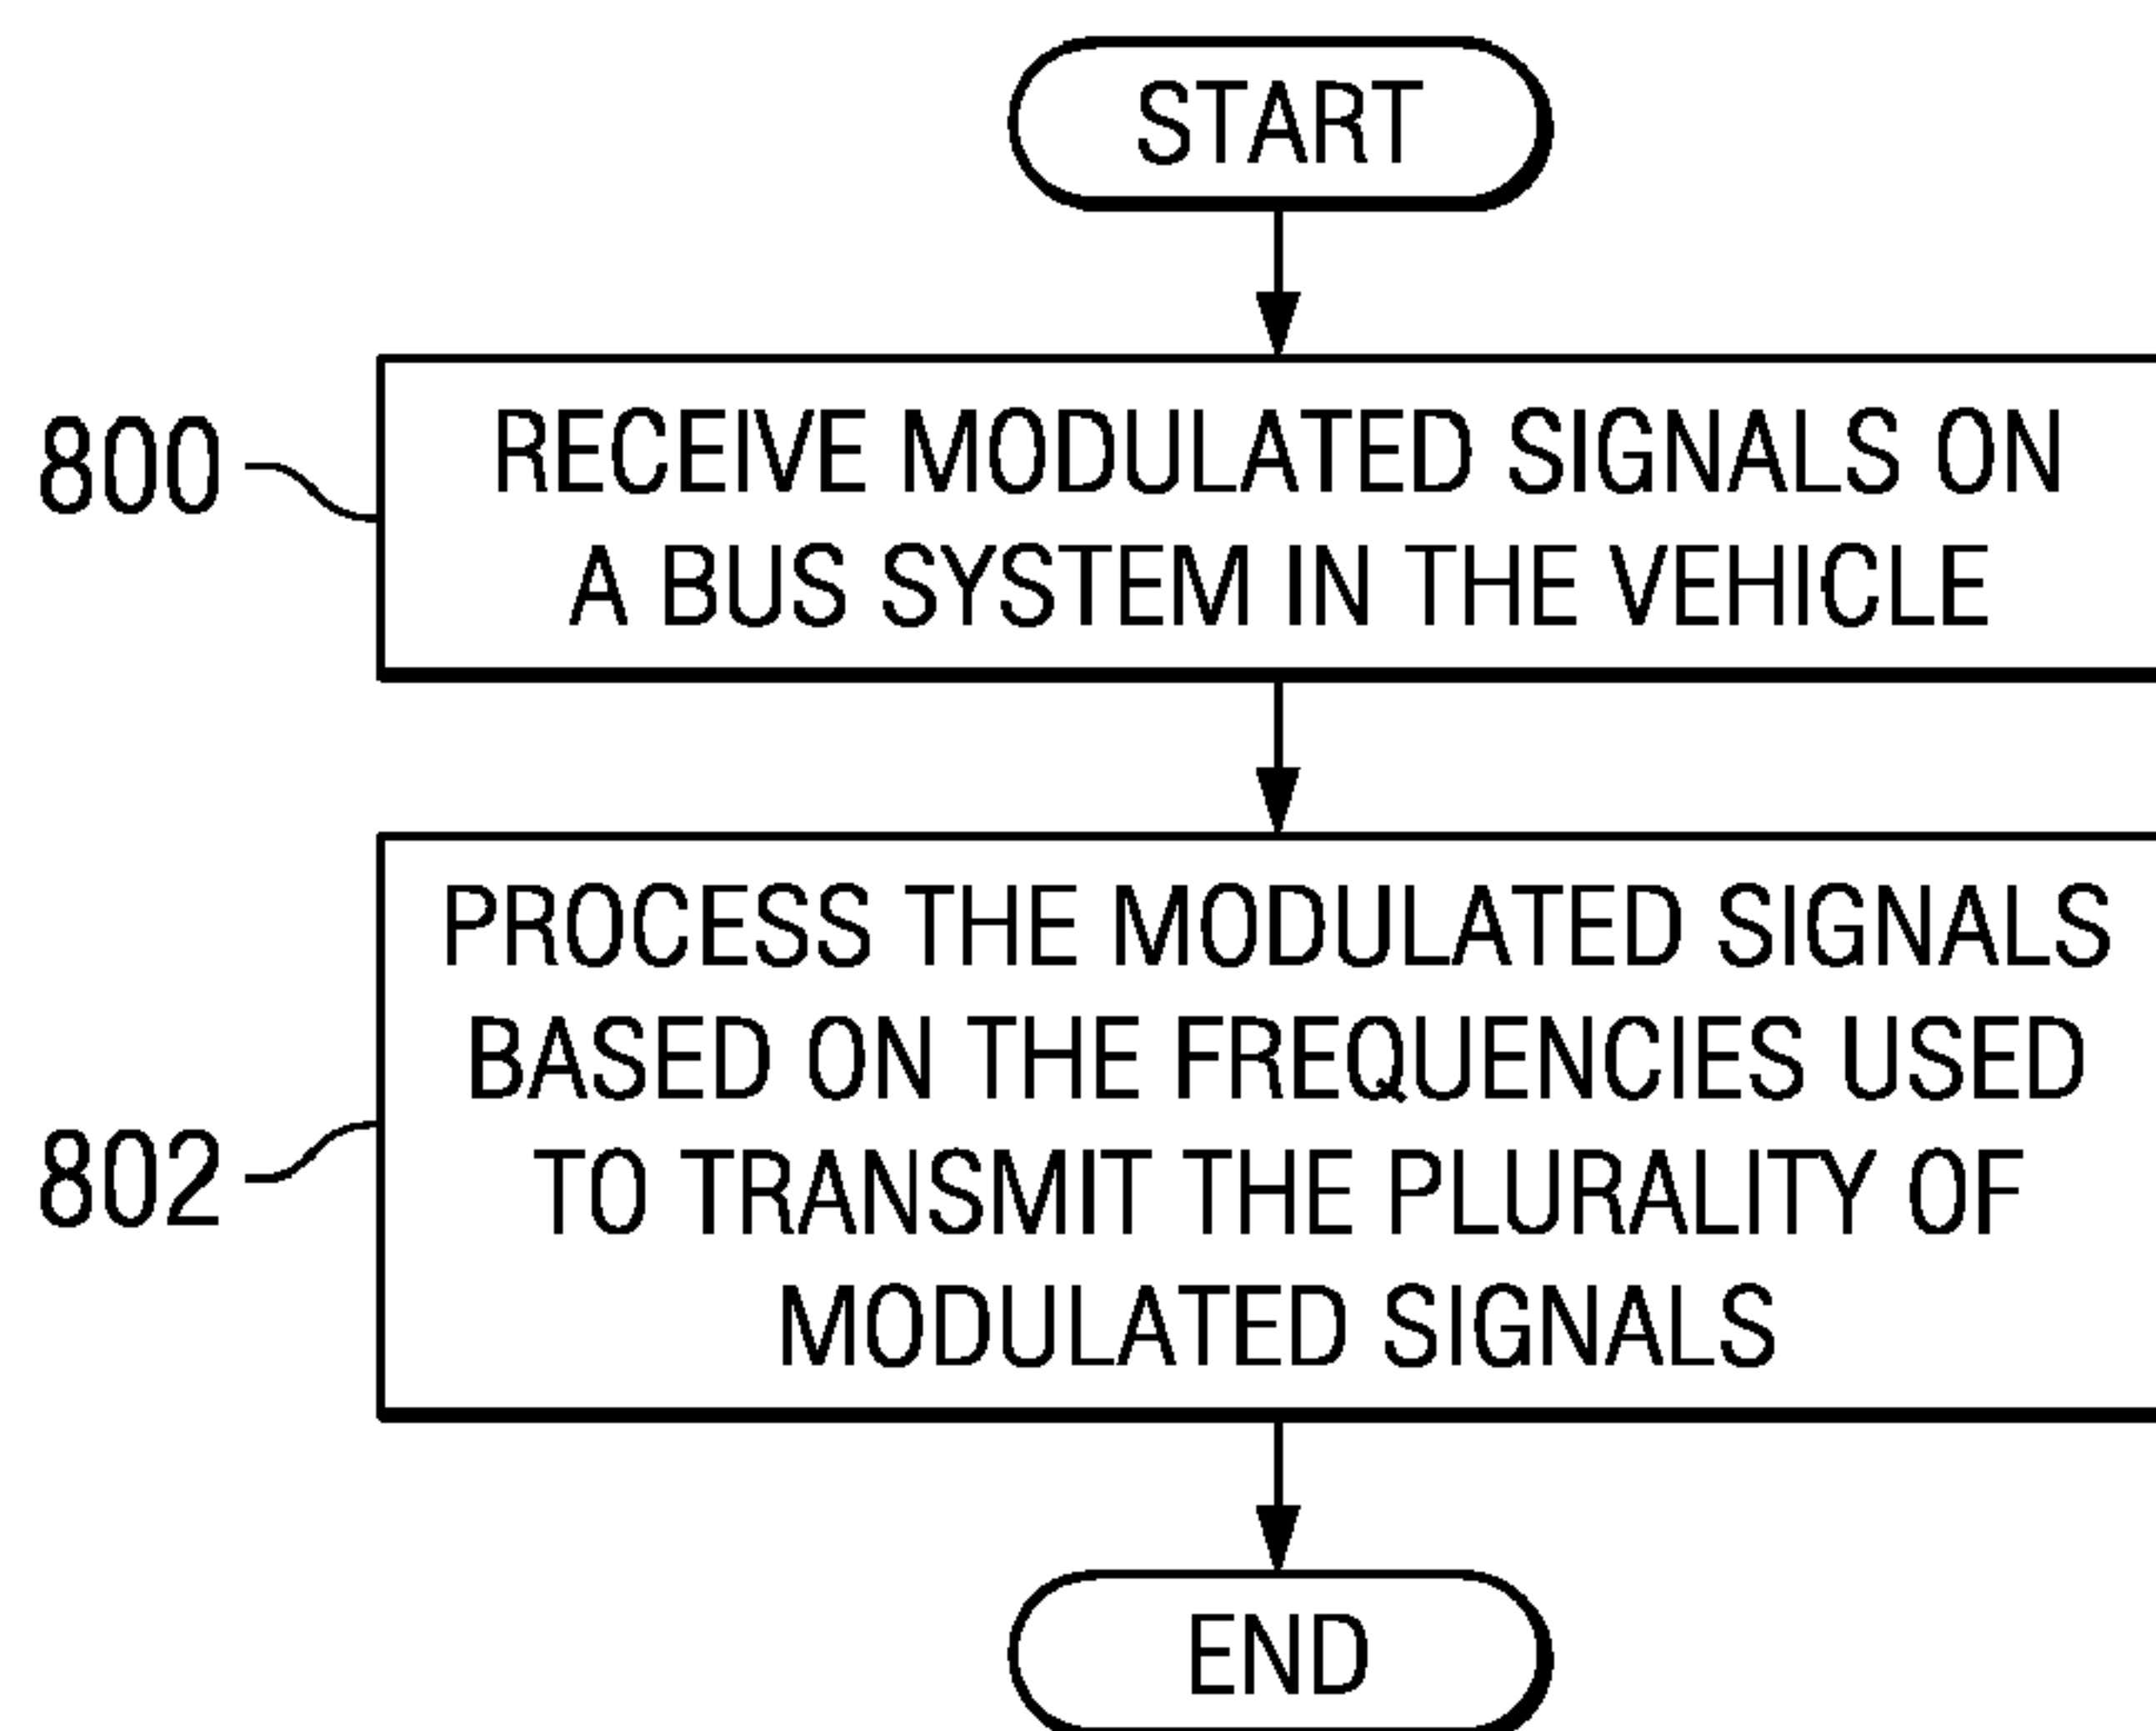 START
800
RECEIVE MODULATED SIGNALS ON
A BUS SYSTEM IN THE VEHICLE
PROCESS THE MODULATED SIGNALS
BASED ON THE FREQUENCIES USED
802
TO TRANSMIT THE PLURALITY OF
MODULATED SIGNALS
END